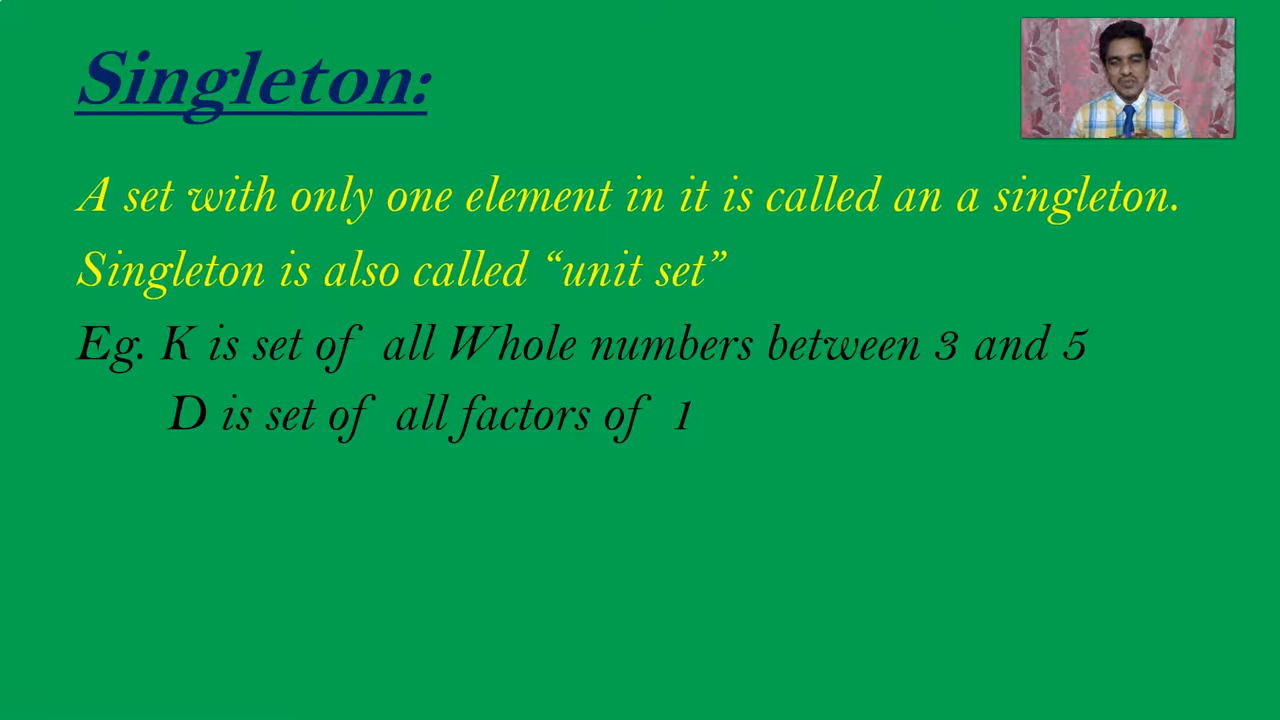 Singleton:
A set with only one element in it is called an a singleton.
Singleton is also called “unit set”
Eg. K is set of all Whole numbers between 3 and 5
D is set of all factors of 1